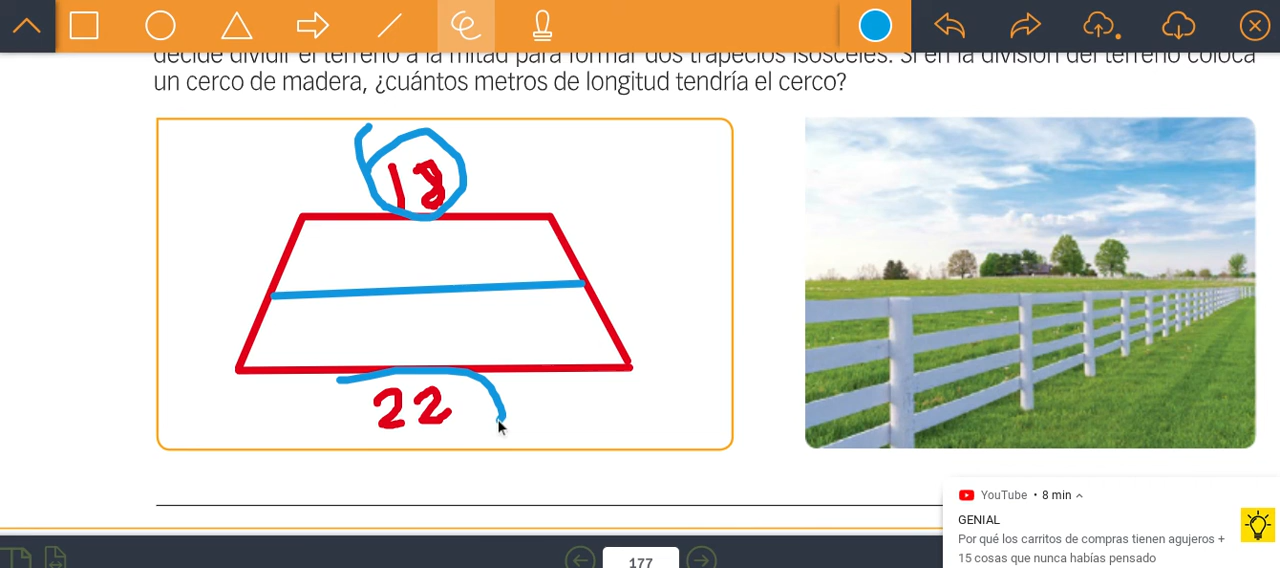 decide dividir el terreno a la mitad para formar dos trapecios isósceles. Si en la división del terreno coloca
un cerco de madera, ¿cuántos metros de longitud tendría el cerco?
18
22
YouTube • 8 min
GENIAL
Por qué los carritos de compras tienen agujeros +
15 cosas que nunca habías pensado
177